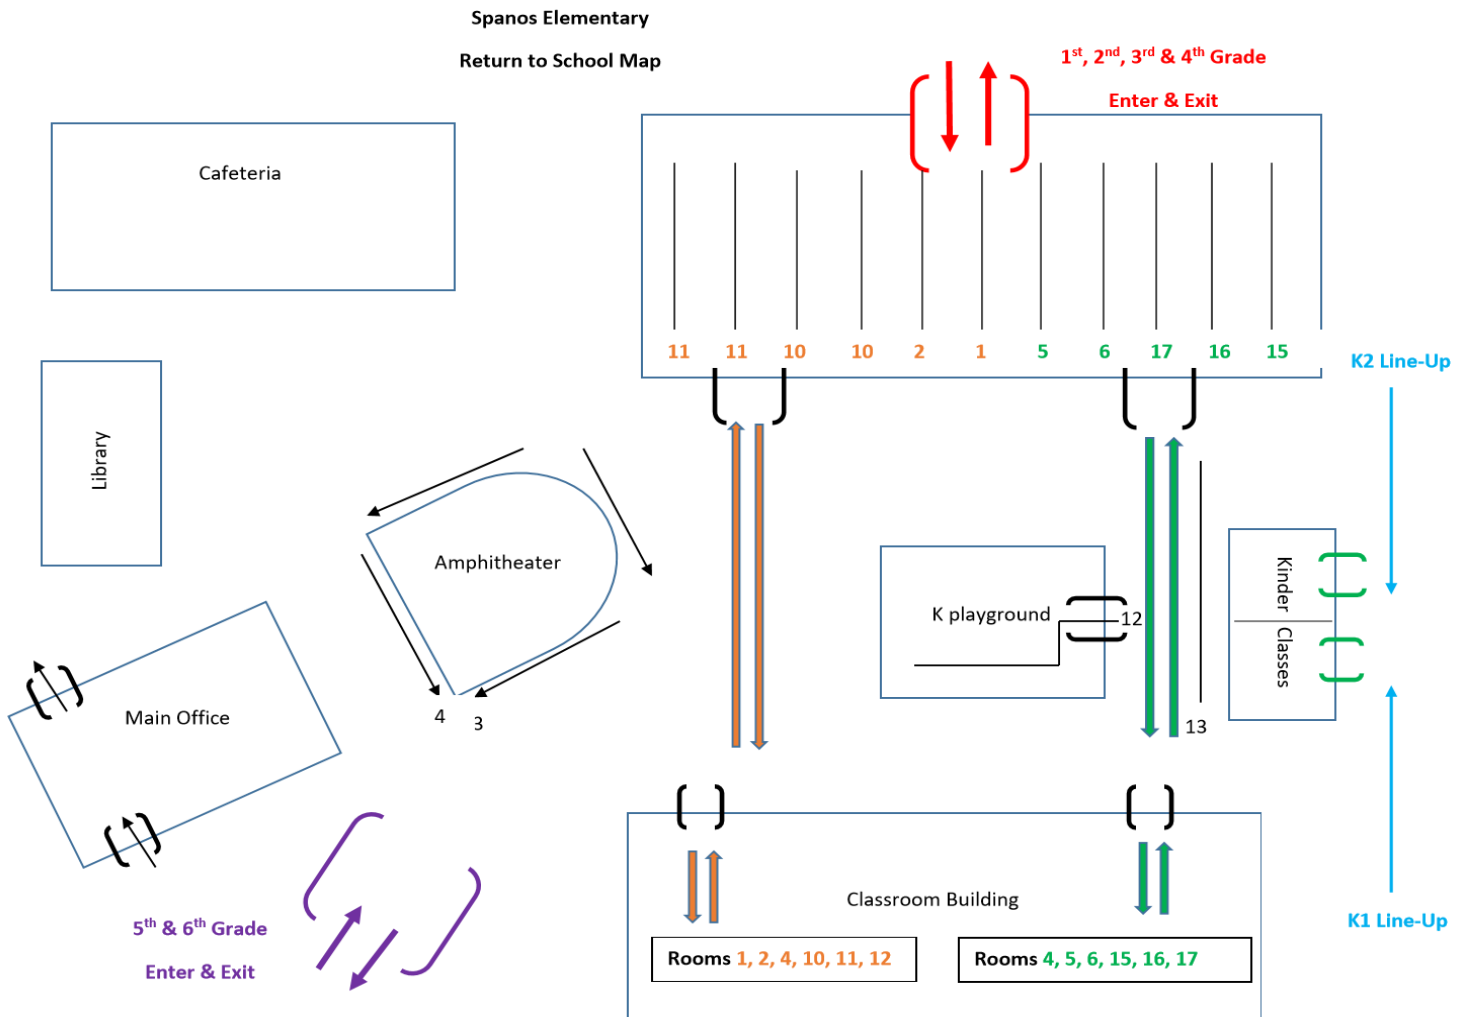 Spanos Elementary
Return to School Map
1st, 2nd, 3rd & 4th Grade
Enter & Exit
Cafeteria
11 11 10 10 2 1 5 6 17 16 15
K2 Line-Up
Library
Amphitheater
Kinder
Classes
K playground
12
Main Office
4
3
13
5th & 6th Grade
Enter & Exit
Classroom Building
K1 Line-Up
Rooms 1, 2, 4, 10, 11, 12
Rooms 4, 5, 6, 15, 16, 17